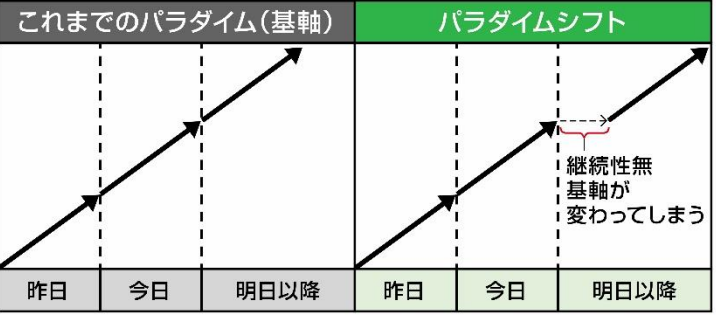 これまでのパラダイム（基軸）
パラダイムシフト
継続性無
基軸が
変わってしまう
昨日
今日
明日以降
昨日
今日
明日以降